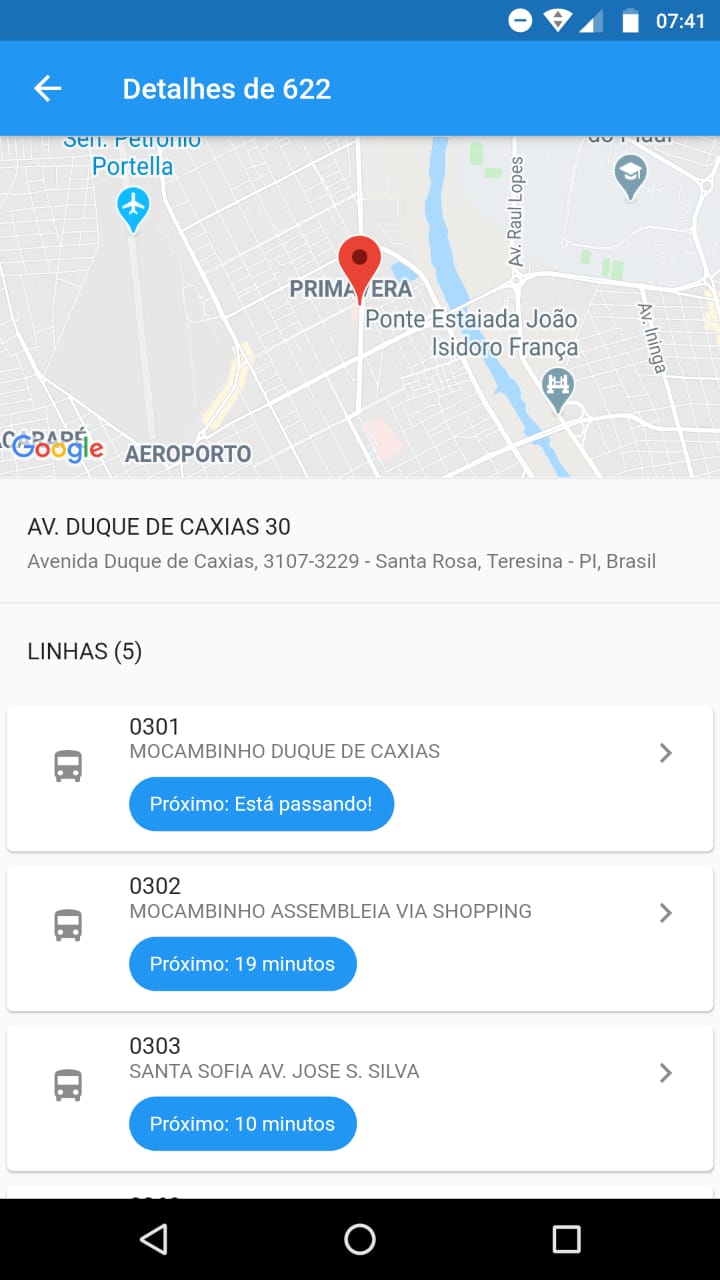 07:41
Detalhes de 622
Sen. Petrônio
Portella
Av. Raul Lopes
PRIMAVERA
Ponte Estaiada João
Isidoro França
Av. Ininga
Google
AEROPORTO
AV. DUQUE DE CAXIAS 30
Avenida Duque de Caxias, 3107-3229 - Santa Rosa, Teresina - PI, Brasil
LINHAS (5)
0301
MOCAMBINHO DUQUE DE CAXIAS
Próximo: Está passando!
0302
MOCAMBINHO ASSEMBLEIA VIA SHOPPING
Próximo: 19 minutos
0303
SANTA SOFIA AV. JOSE S. SILVA
Próximo: 10 minutos